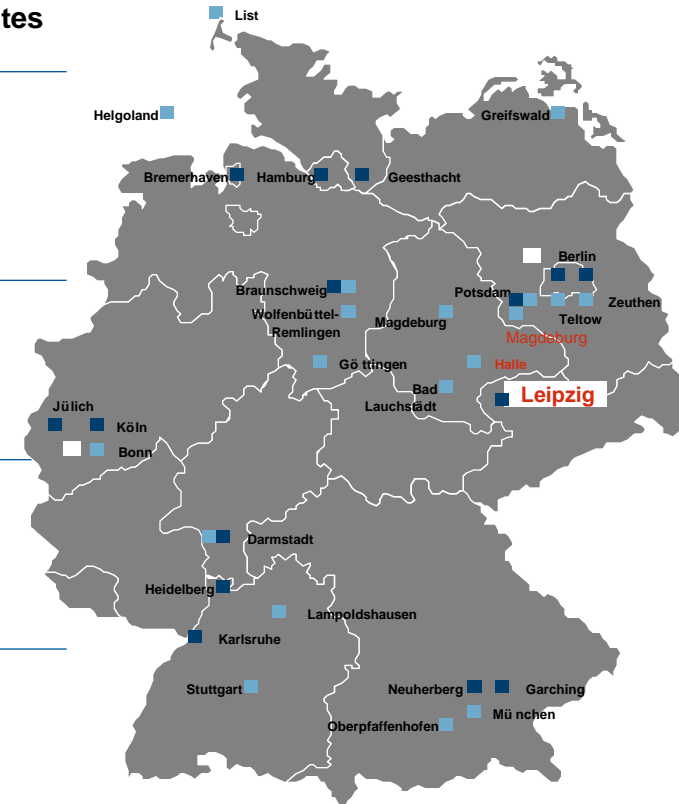 tes
List
Helgoland
Greifswald
Bremerhaven
Hamburg
Geesthacht
Berlin
Braunschweig
Potsdam
Zeuthen
Wolfenbüttel-
Remlingen
Magdeburg
Teltow
Magdeburg
Gö ttingen
Halle
Bad
Lauchstädt
Leipzig
Jülich
Köln
Bonn
Darmstadt
Heidelberg
Lampoldshausen
Karlsruhe
Stuttgart
Neuherberg
Garching
Mü nchen
Oberpfaffenhofen